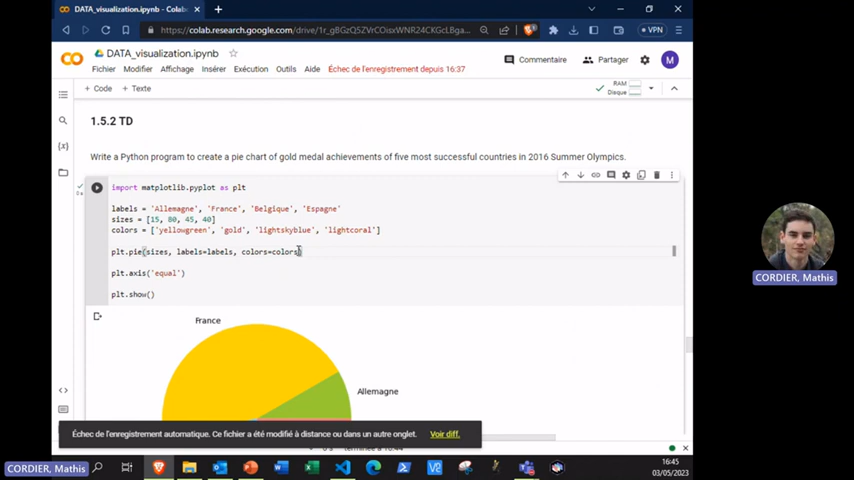 DATA_visualization.ipynb - Colab
https://colab.research.google.com/drive/1r_gBGzQ5ZVrCOisxWNR24CKGcLBga...
VPN
DATA_visualization.ipynb
Commentaire
Partager
M
Fichier Modifier Affichage Insérer Exécution Outils Aide Échec de l'enregistrement depuis 16:37
+ Code + Texte
RAM
Disque
1.5.2 TD
Write a Python program to create a pie chart of gold medal achievements of five most successful countries in 2016 Summer Olympics.
import matplotlib.pyplot as plt
labels = 'Allemagne', 'France', 'Belgique', 'Espagne'
sizes = [15, 80, 45, 40]
colors = ['yellowgreen', 'gold', 'lightskyblue', 'lightcoral']
plt.pie(sizes, labels=labels, colors=colors)
plt.axis('equal')
plt.show()
France
Allemagne
Échec de l'enregistrement automatique. Ce fichier a été modifié à distance ou dans un autre onglet. Voir diff.
CORDIER, Mathis
CORDIER, Mathis
16:45
03/05/2023